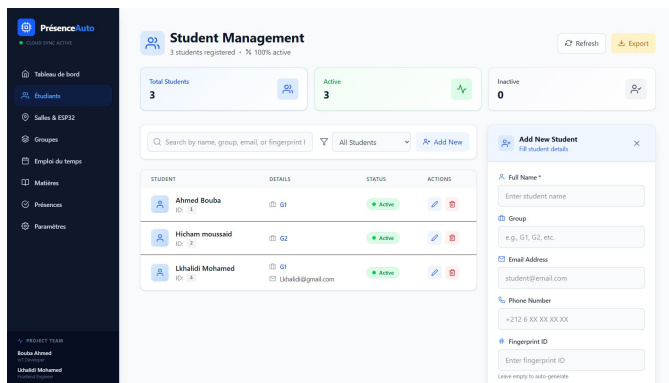 PrésenceAuto
CLOUD SYNC ACTIVE
Tableau de bord
Étudiants
Salles & ESP32
Groupes
Emploi du temps
Matières
Présences
Paramètres
PROJECT TEAM
Bouba Ahmed
IoT Developer
Lkhalidi Mohamed
Frontend Engineer
Student Management
3 students registered • % 100% active
Refresh
Export
Total Students
3
Active
3
Inactive
0
Search by name, group, email, or fingerprint I
All Students
Add New
STUDENT DETAILS STATUS ACTIONS
Ahmed Bouba
ID: 1
G1
Active
Hicham moussaid
ID: 2
G2
Active
Lkhalidi Mohamed
ID: 4
G1
Lkhalidi@gmail.com
Active
Add New Student
Fill student details
Full Name *
Enter student name
Group
e.g., G1, G2, etc.
Email Address
student@email.com
Phone Number
+212 6 XX XX XX XX
Fingerprint ID
Enter fingerprint ID
Leave empty to auto-generate